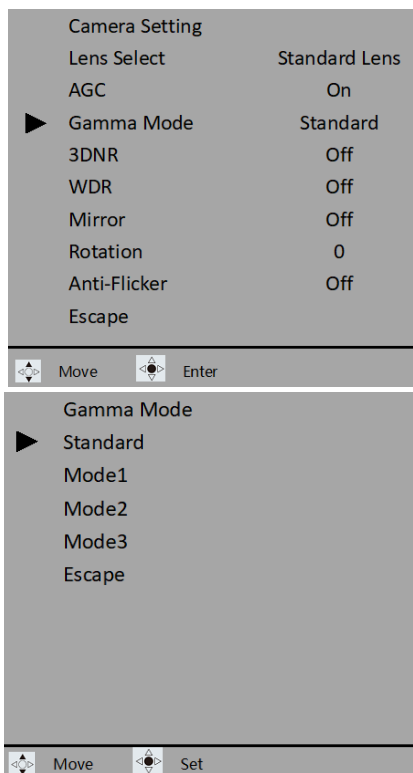 Camera Setting
Lens Select Standard Lens
AGC On
Gamma Mode Standard
3DNR Off
WDR Off
Mirror Off
Rotation 0
Anti-Flicker Off
Escape
Move Enter
Gamma Mode
Standard
Mode1
Mode2
Mode3
Escape
Move Set